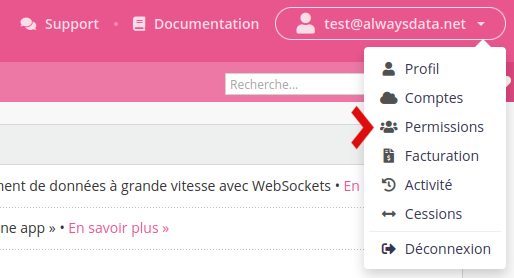 Support • Documentation test@alwaysdata.net
Recherche...
Profil
Comptes
Permissions
Facturation
Activité
Cessions
Déconnexion
ment de données à grande vitesse avec WebSockets • En
ne app » • En savoir plus »